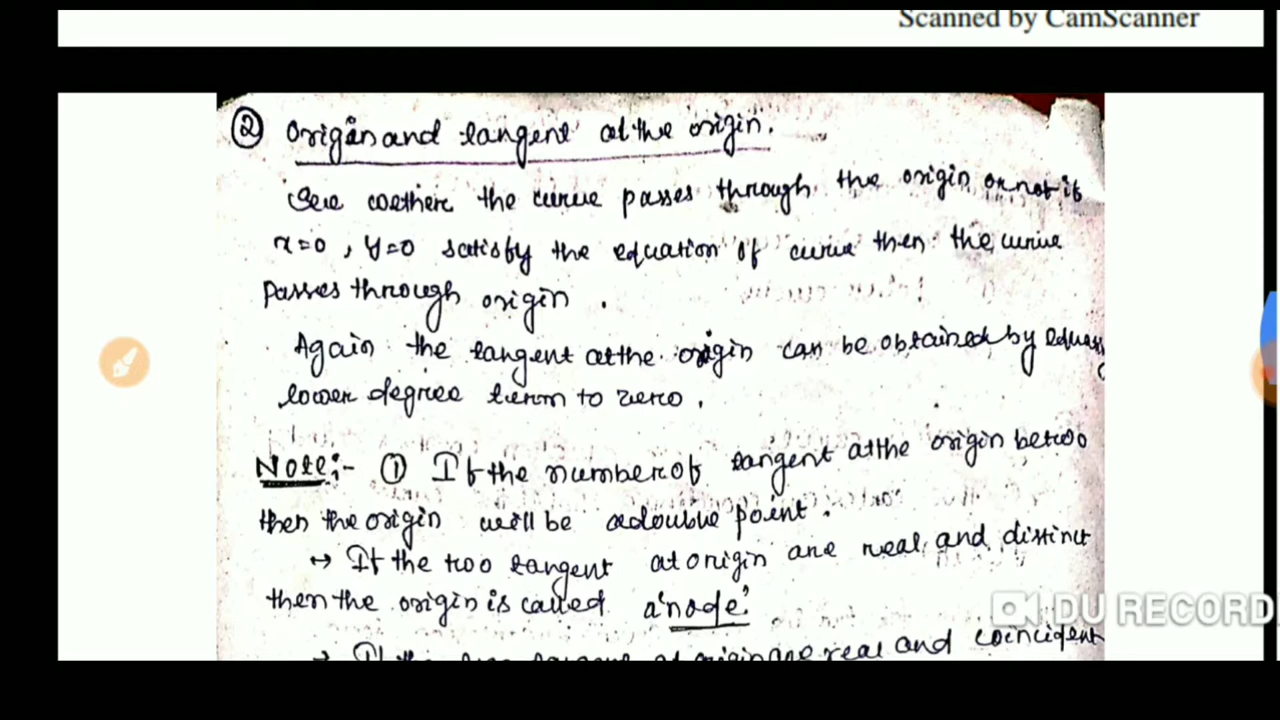 Scanned by CamScanner
② Origin and tangent at the origin.
See wether the curve passes through the origin or not if
x=0, y=0 satisfy the equation of curve then the curve
passes through origin.
Again the tangent at the origin can be obtained by
lower degree term to zero.
Note:- ① If the number of tangent at the origin be two
then the origin will be a double point.
→ If the two tangent at origin are real and distinct
then the origin is called a 'node'
real and coincident
DU RECORD